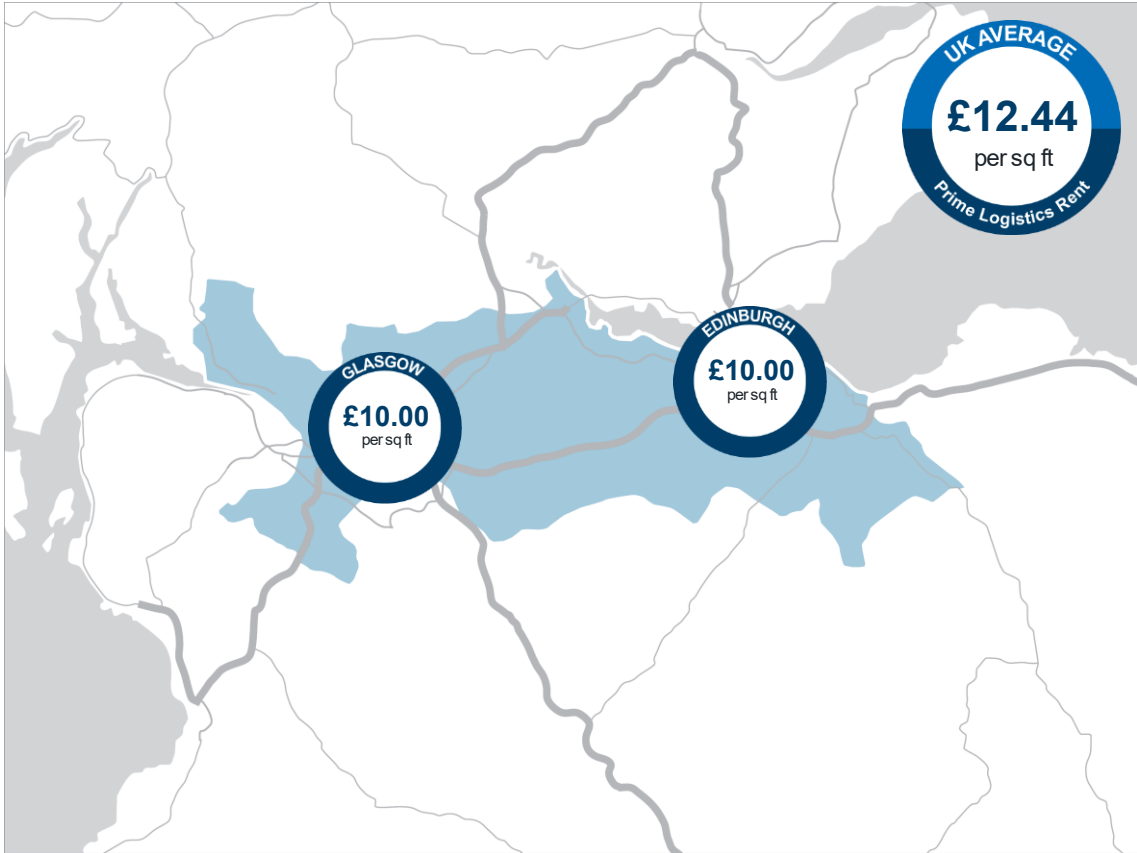 UK AVERAGE
£12.44
per sq ft
Prime Logistics Rent
EDINBURGH
£10.00
per sq ft
GLASGOW
£10.00
per sq ft